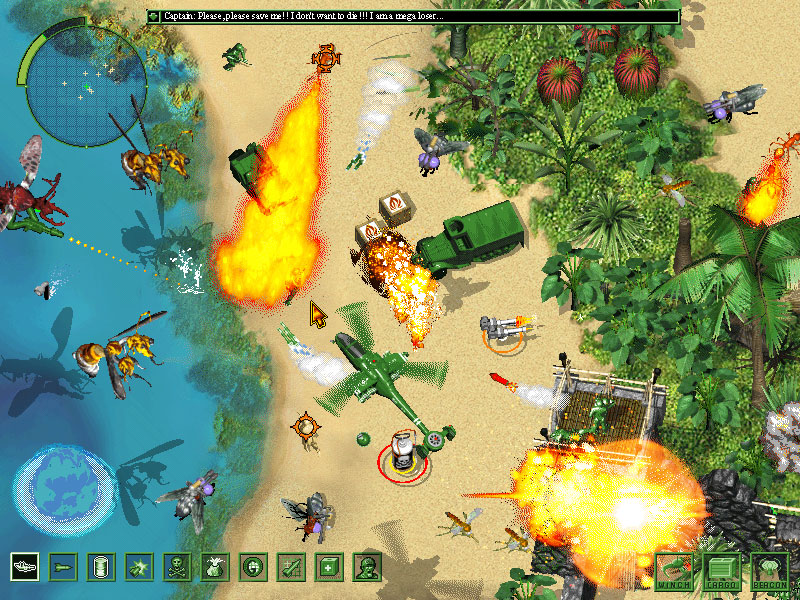 Captain: Please ,please save me!! I don't want to die!!! I am a mega loser...
WINCH
CARGO
BEACON